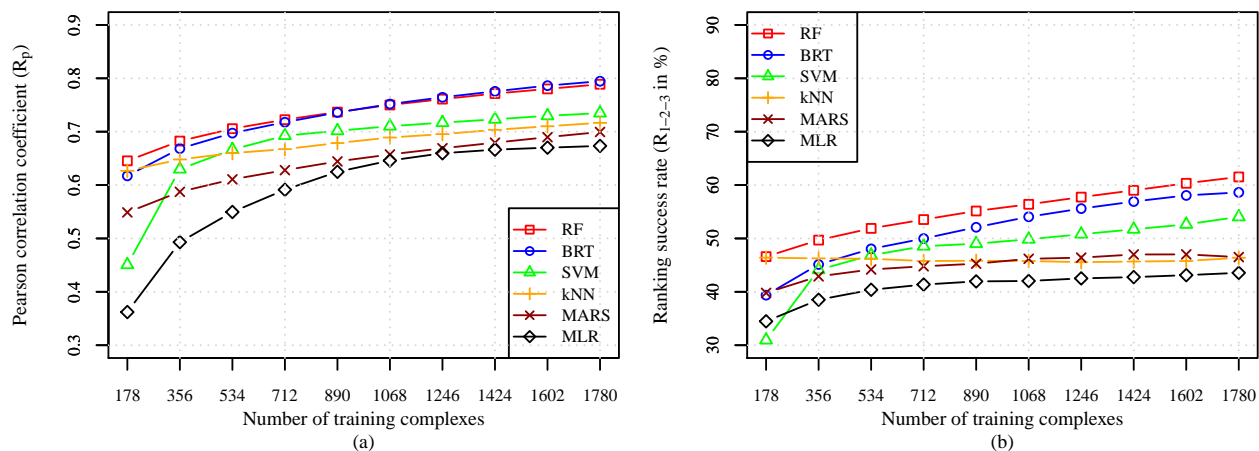 Pearson correlation coefficient (Rp)
0.9
0.8
0.7
0.6
0.5
0.4
0.3
RF
BRT
SVM
kNN
MARS
MLR
178 356 534 712 890 1068 1246 1424 1602 1780
Number of training complexes
(a)
Ranking success rate (R1−2−3 in %)
90
80
70
60
50
40
30
RF
BRT
SVM
kNN
MARS
MLR
178 356 534 712 890 1068 1246 1424 1602 1780
Number of training complexes
(b)